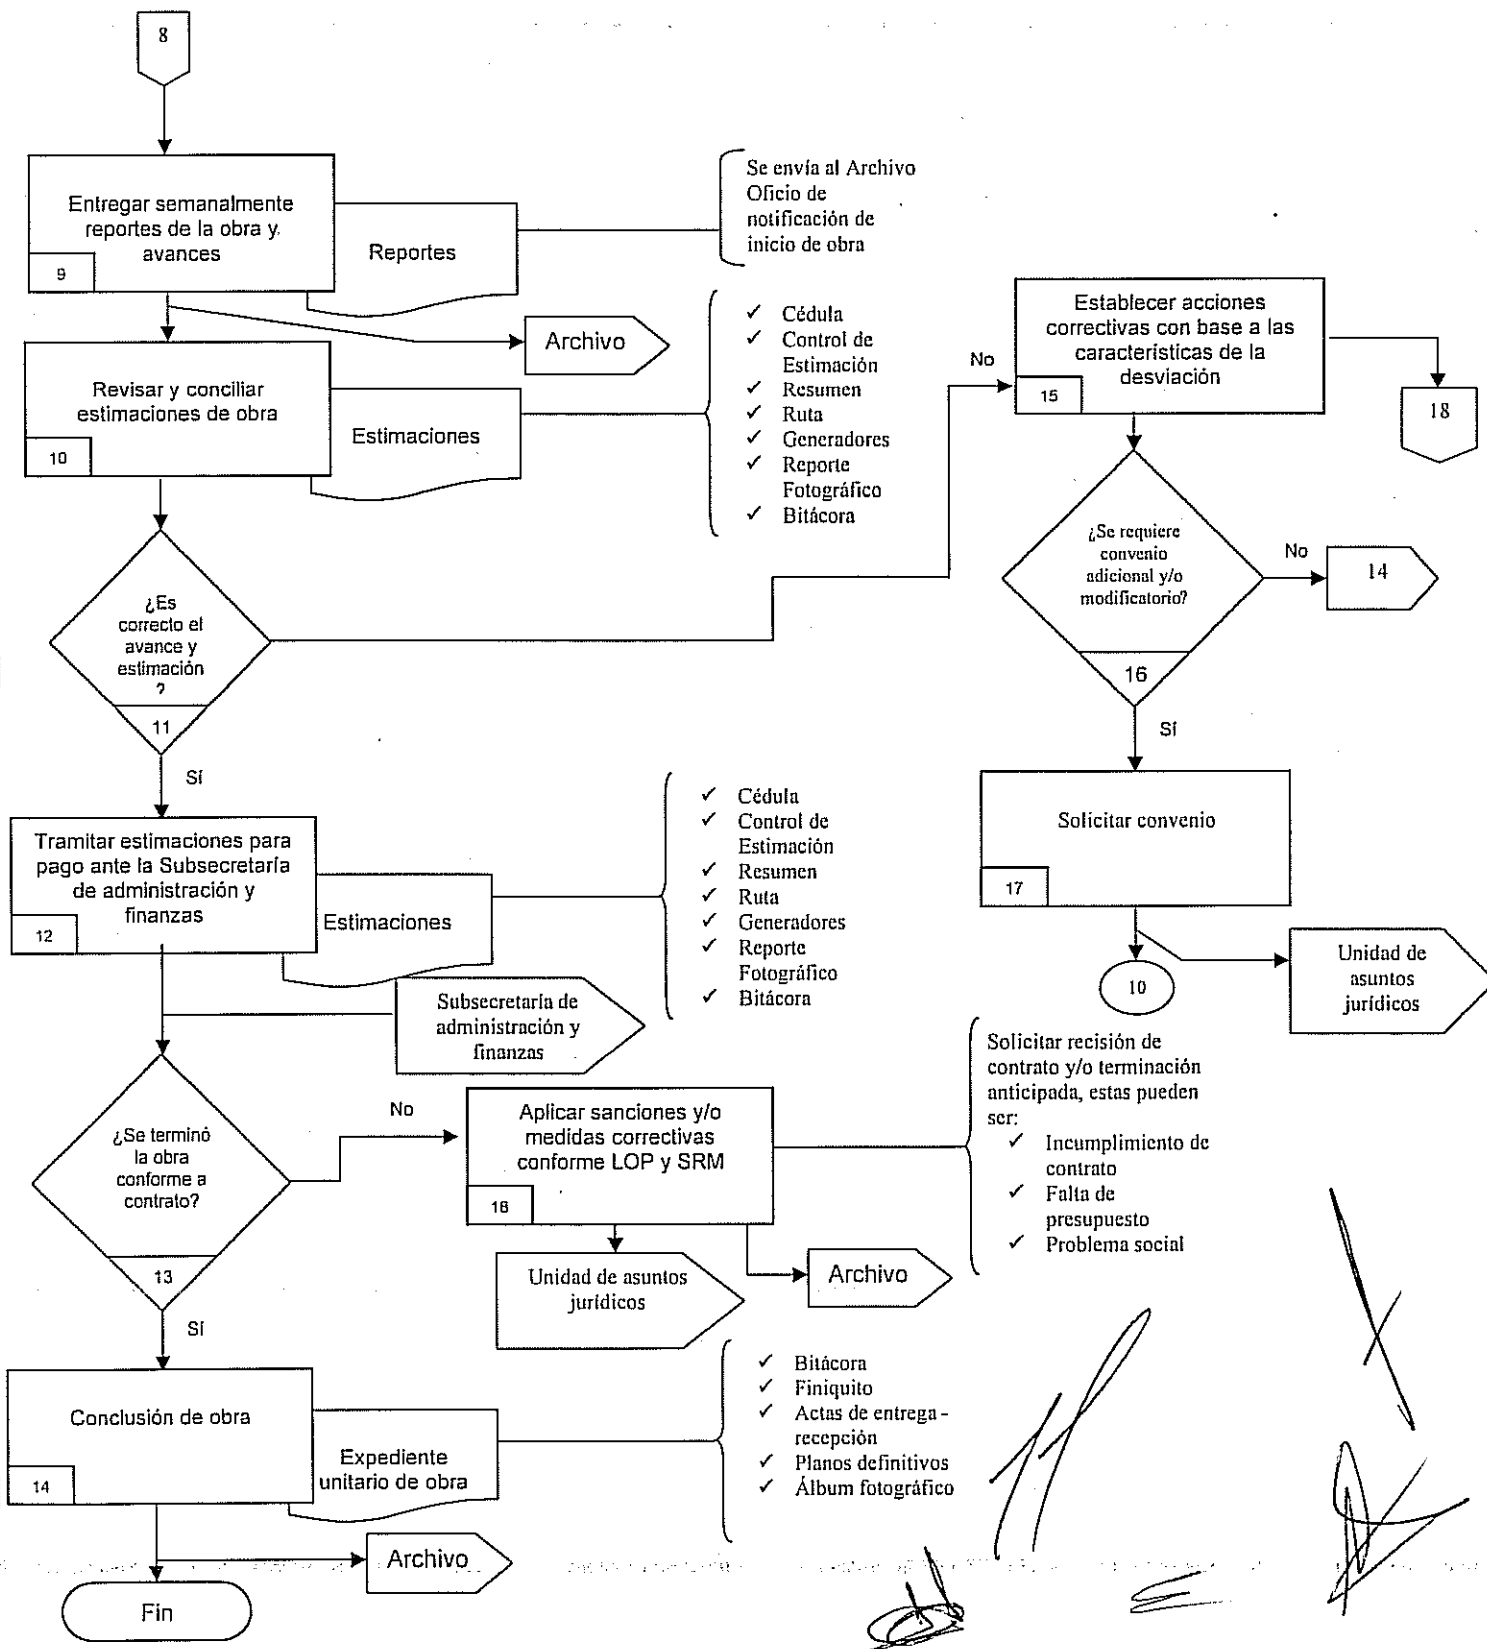 8
Entregar semanalmente
reportes de la obra y
avances
9
Reportes
Se envía al Archivo
Oficio de
notificación de
inicio de obra
Archivo
Revisar y conciliar
estimaciones de obra
10
Estimaciones
✓ Cédula
✓ Control de
Estimación
✓ Resumen
✓ Ruta
✓ Generadores
✓ Reporte
Fotográfico
✓ Bitácora
¿Es
correcto el
avance y
estimación
?
11
No
Sí
Establecer acciones
correctivas con base a las
características de la
desviación
15
18
¿Se requiere
convenio
adicional y/o
modificatorio?
16
No
14
Sí
Solicitar convenio
17
10
Unidad de
asuntos
jurídicos
Tramitar estimaciones para
pago ante la Subsecretaría
de administración y
finanzas
12
Estimaciones
✓ Cédula
✓ Control de
Estimación
✓ Resumen
✓ Ruta
✓ Generadores
✓ Reporte
Fotográfico
✓ Bitácora
Subsecretaría de
administración y
finanzas
¿Se terminó
la obra
conforme a
contrato?
13
No
Sí
Aplicar sanciones y/o
medidas correctivas
conforme LOP y SRM
18
Solicitar recisión de
contrato y/o terminación
anticipada, estas pueden
ser:
✓ Incumplimiento de
contrato
✓ Falta de
presupuesto
✓ Problema social
Unidad de asuntos
jurídicos
Archivo
Conclusión de obra
14
Expediente
unitario de obra
✓ Bitácora
✓ Finiquito
✓ Actas de entrega -
recepción
✓ Planos definitivos
✓ Álbum fotográfico
Archivo
Fin